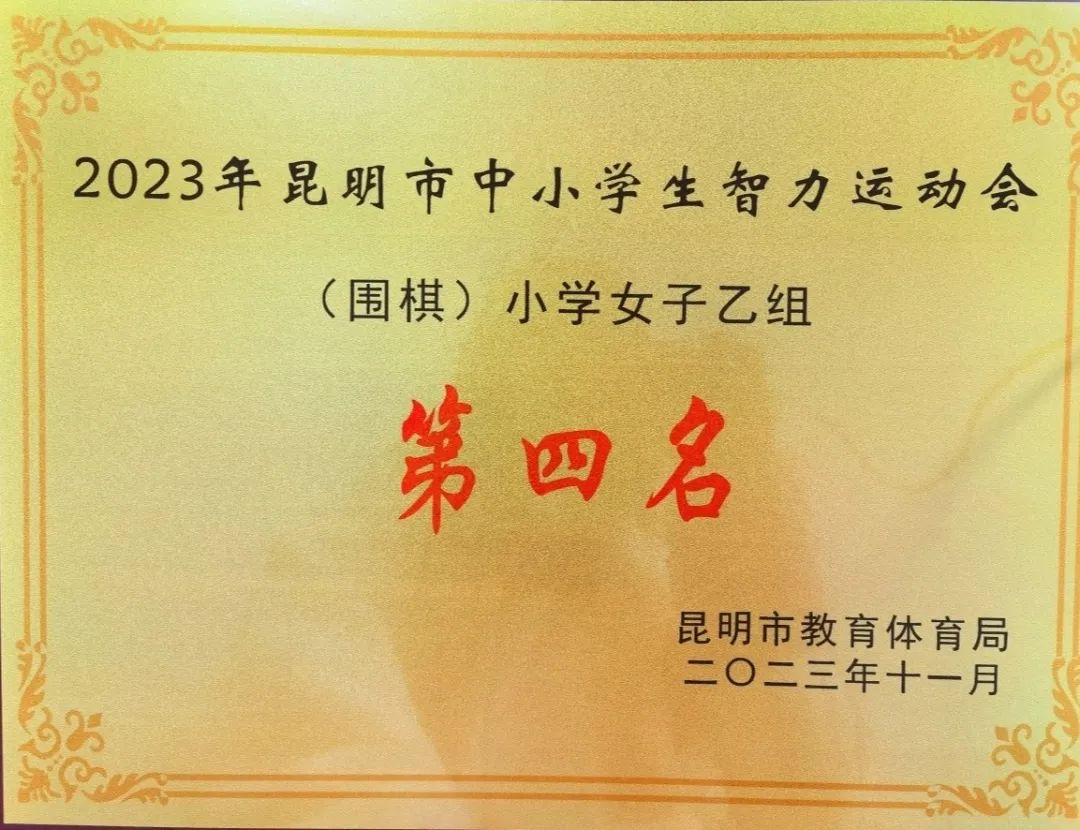 2023年昆明市中小学生智力运动会
（围棋）小学女子乙组
第四名
昆明市教育体育局
二〇二三年十一月